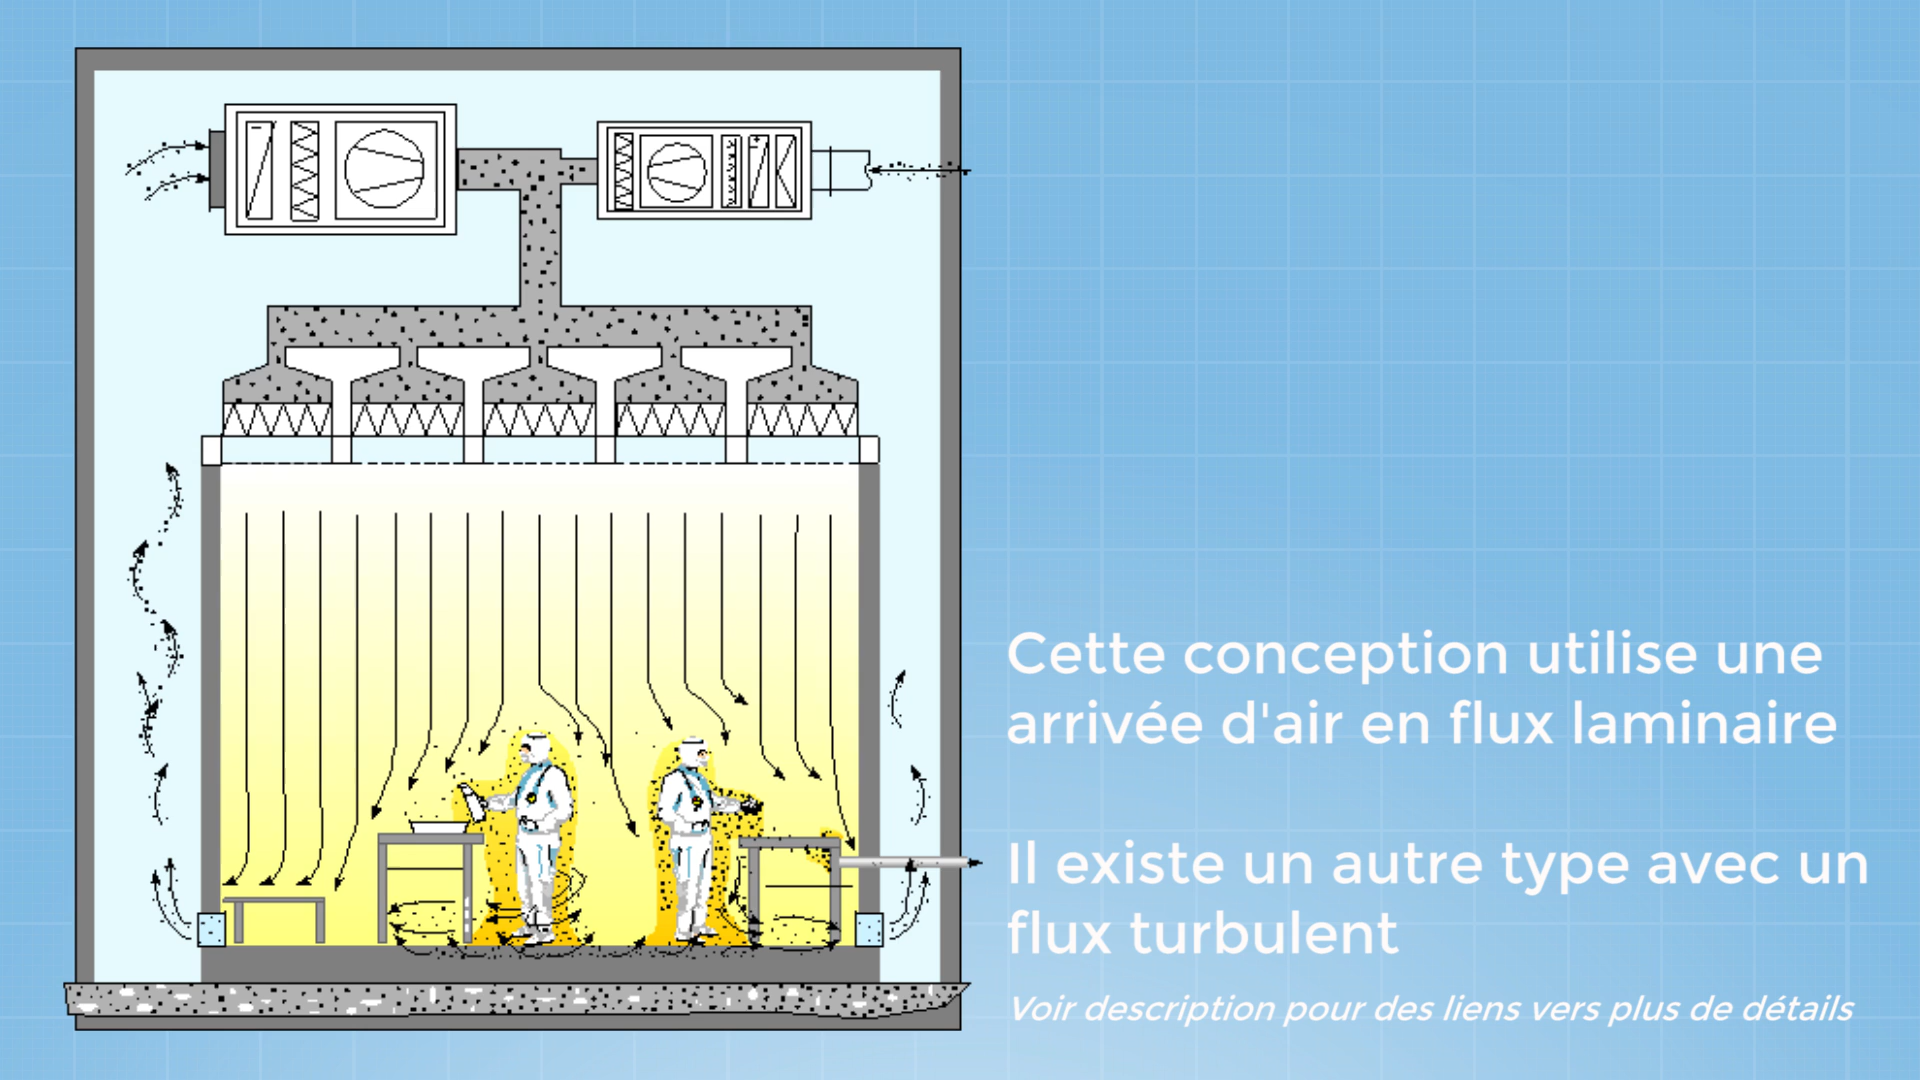 Cette conception utilise une
arrivée d'air en flux laminaire
Il existe un autre type avec un
flux turbulent
Voir description pour des liens vers plus de détails